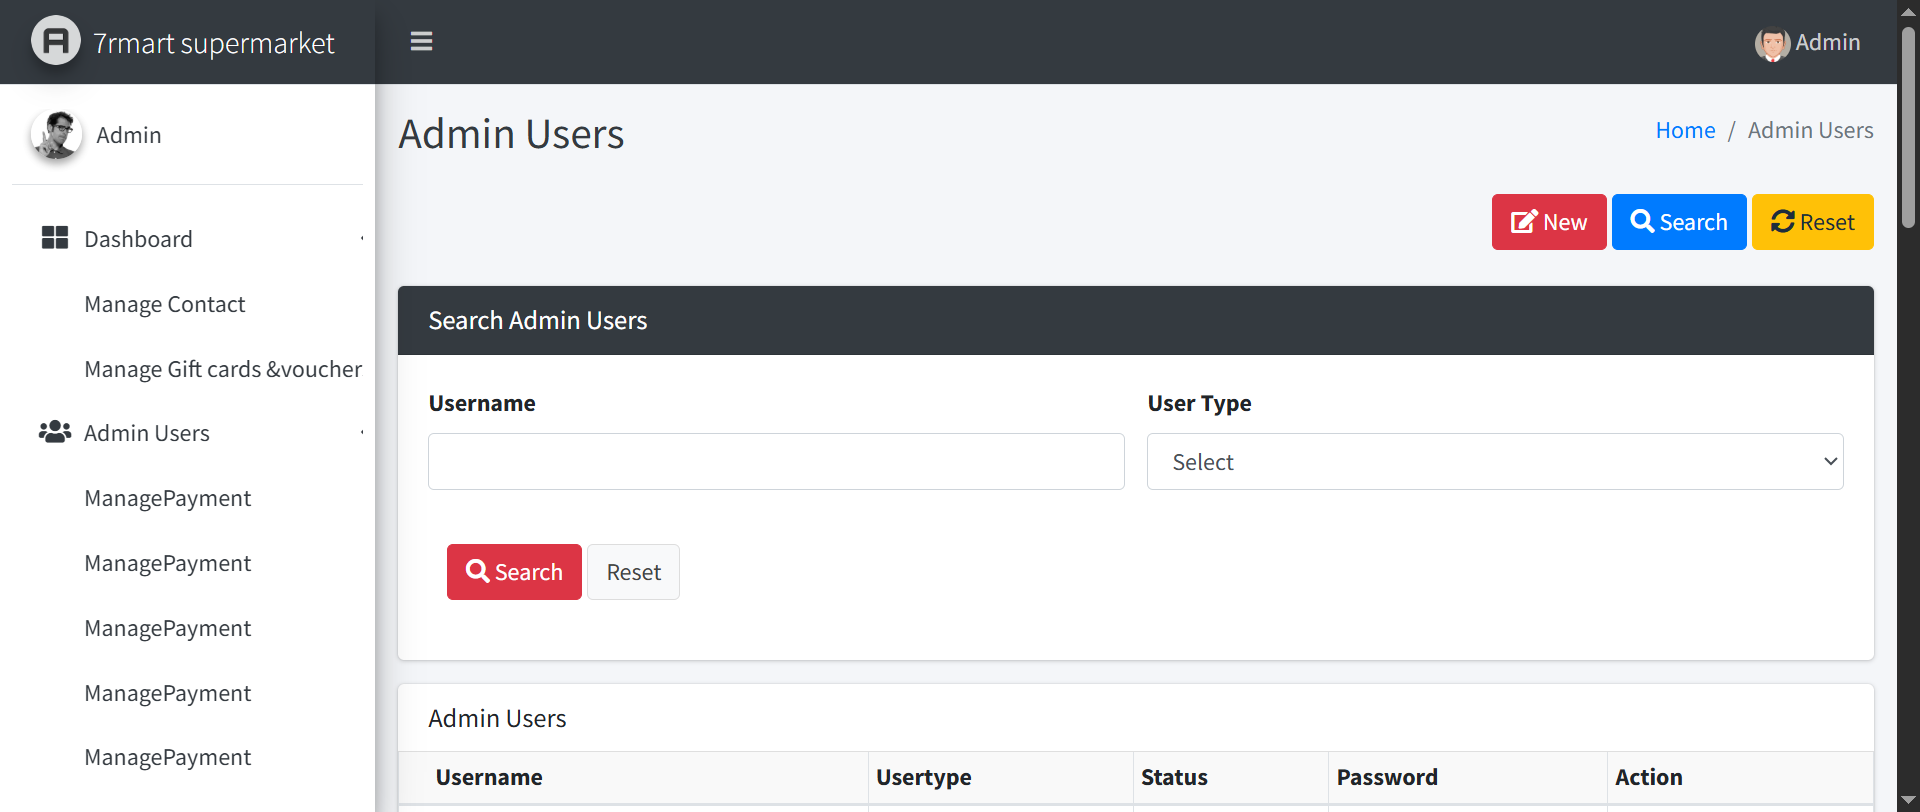 7rmart supermarket
Admin
Admin
Dashboard
Manage Contact
Manage Gift cards &voucher
Admin Users
ManagePayment
ManagePayment
ManagePayment
ManagePayment
ManagePayment
Admin Users
Home / Admin Users
New Search Reset
Search Admin Users
Username User Type
Select
Search Reset
Admin Users
Username Usertype Status Password Action